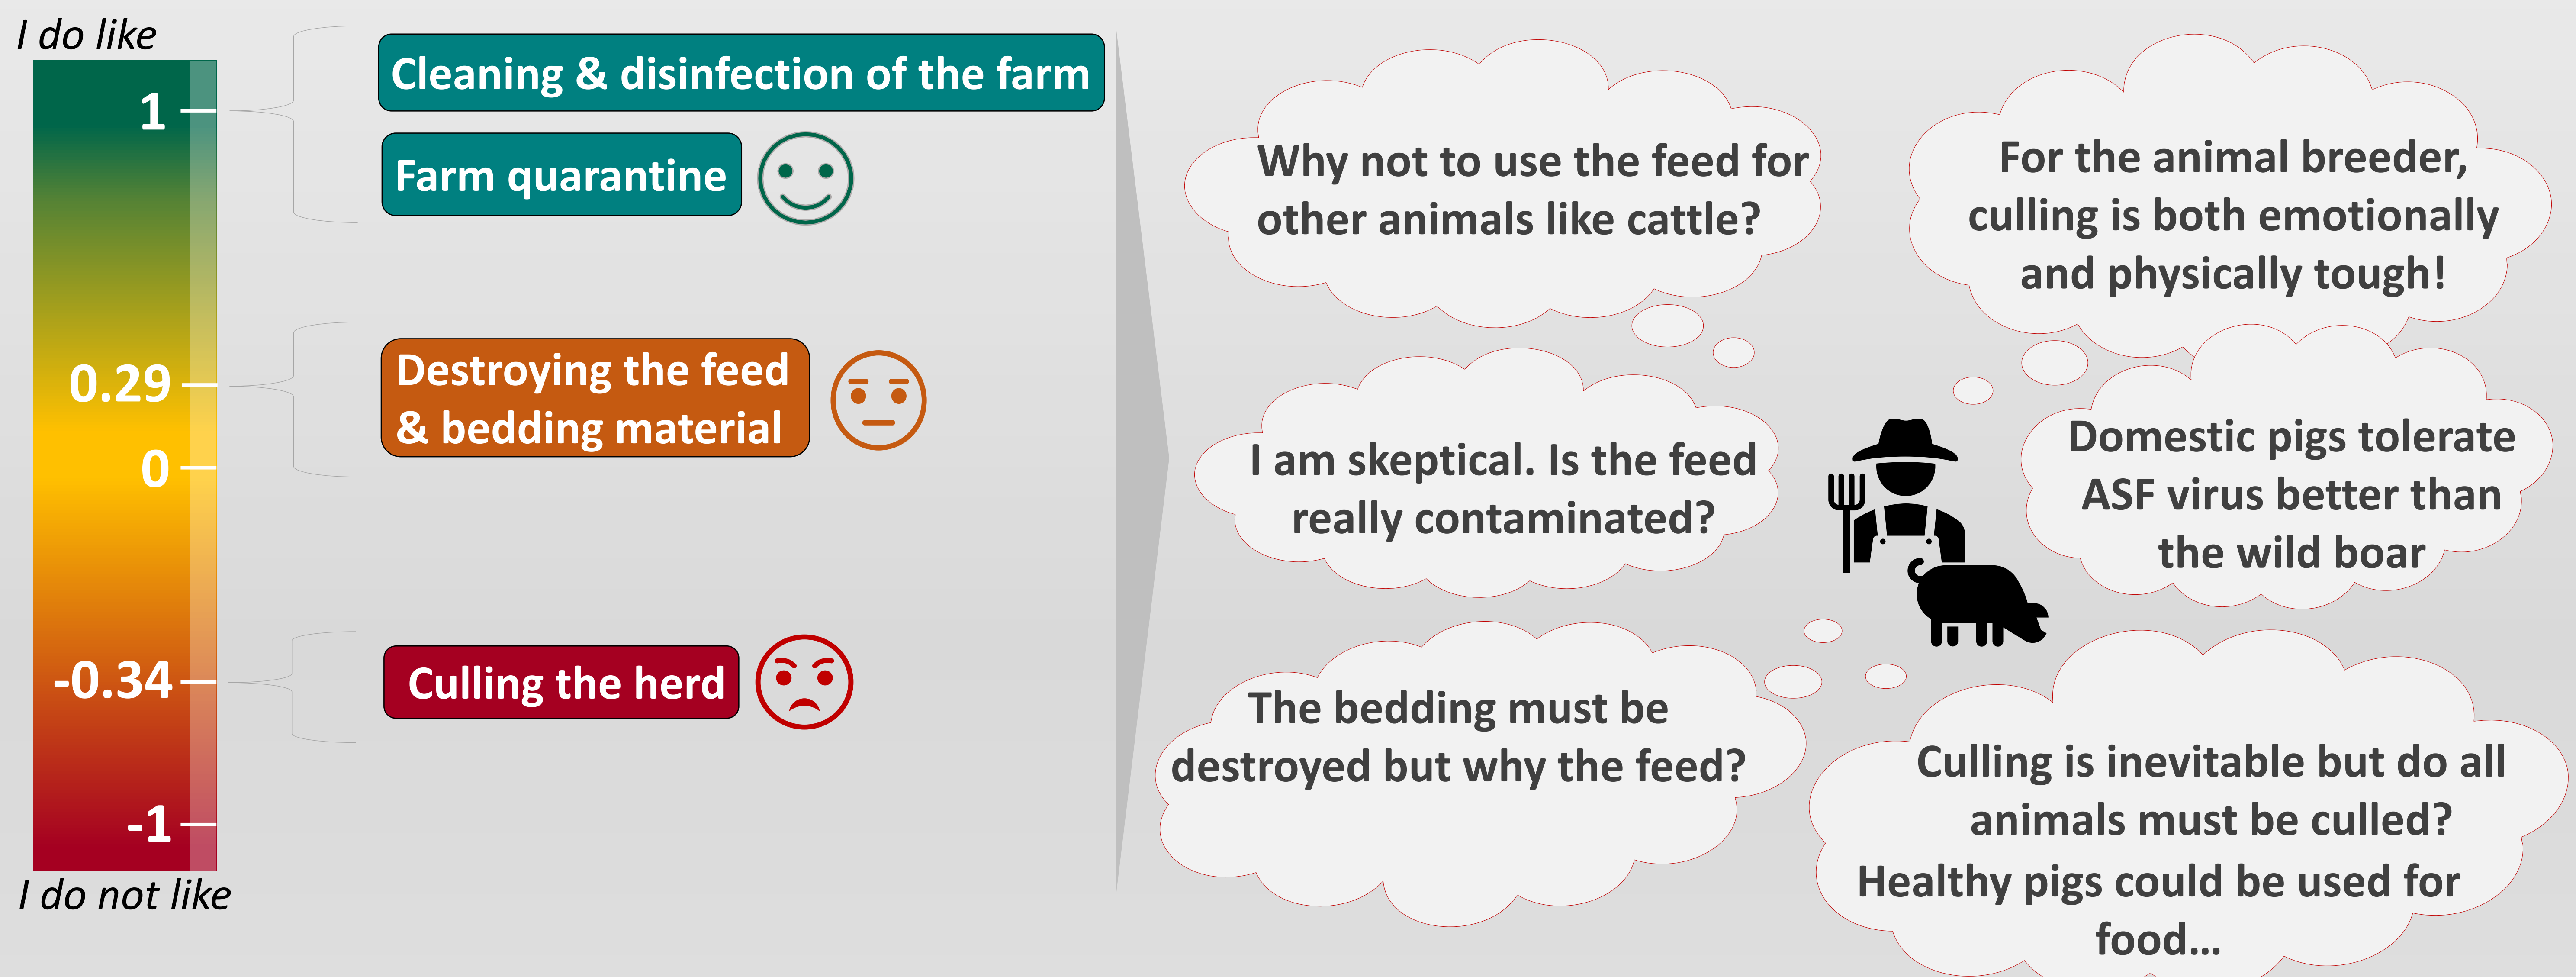 I do like
1
0.29
0
-0.34
-1
I do not like
Cleaning & disinfection of the farm
Farm quarantine
Destroying the feed
& bedding material
Culling the herd
Why not to use the feed for
other animals like cattle?
I am skeptical. Is the feed
really contaminated?
The bedding must be
destroyed but why the feed?
For the animal breeder,
culling is both emotionally
and physically tough!
Domestic pigs tolerate
ASF virus better than
the wild boar
Culling is inevitable but do all
animals must be culled?
Healthy pigs could be used for
food...